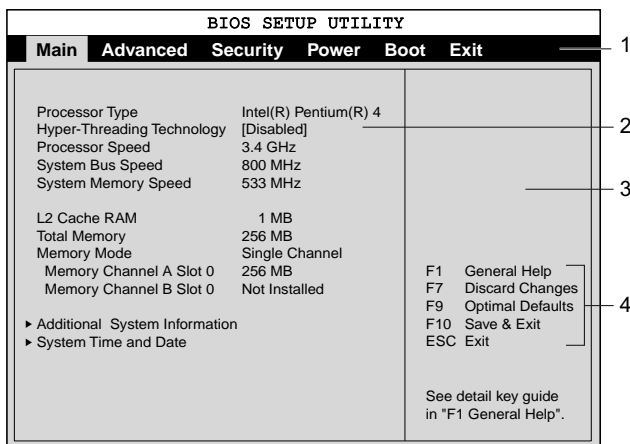 BIOS SETUP UTILITY
Main Advanced Security Power Boot Exit 1
Processor Type Intel(R) Pentium(R) 4
Hyper-Threading Technology [Disabled] 2
Processor Speed 3.4 GHz
System Bus Speed 800 MHz
System Memory Speed 533 MHz 3
L2 Cache RAM 1 MB
Total Memory 256 MB
Memory Mode Single Channel
Memory Channel A Slot 0 256 MB
Memory Channel B Slot 0 Not Installed
Additional System Information
System Time and Date
F1 General Help
F7 Discard Changes
F9 Optimal Defaults 4
F10 Save & Exit
ESC Exit
See detail key guide
in "F1 General Help".